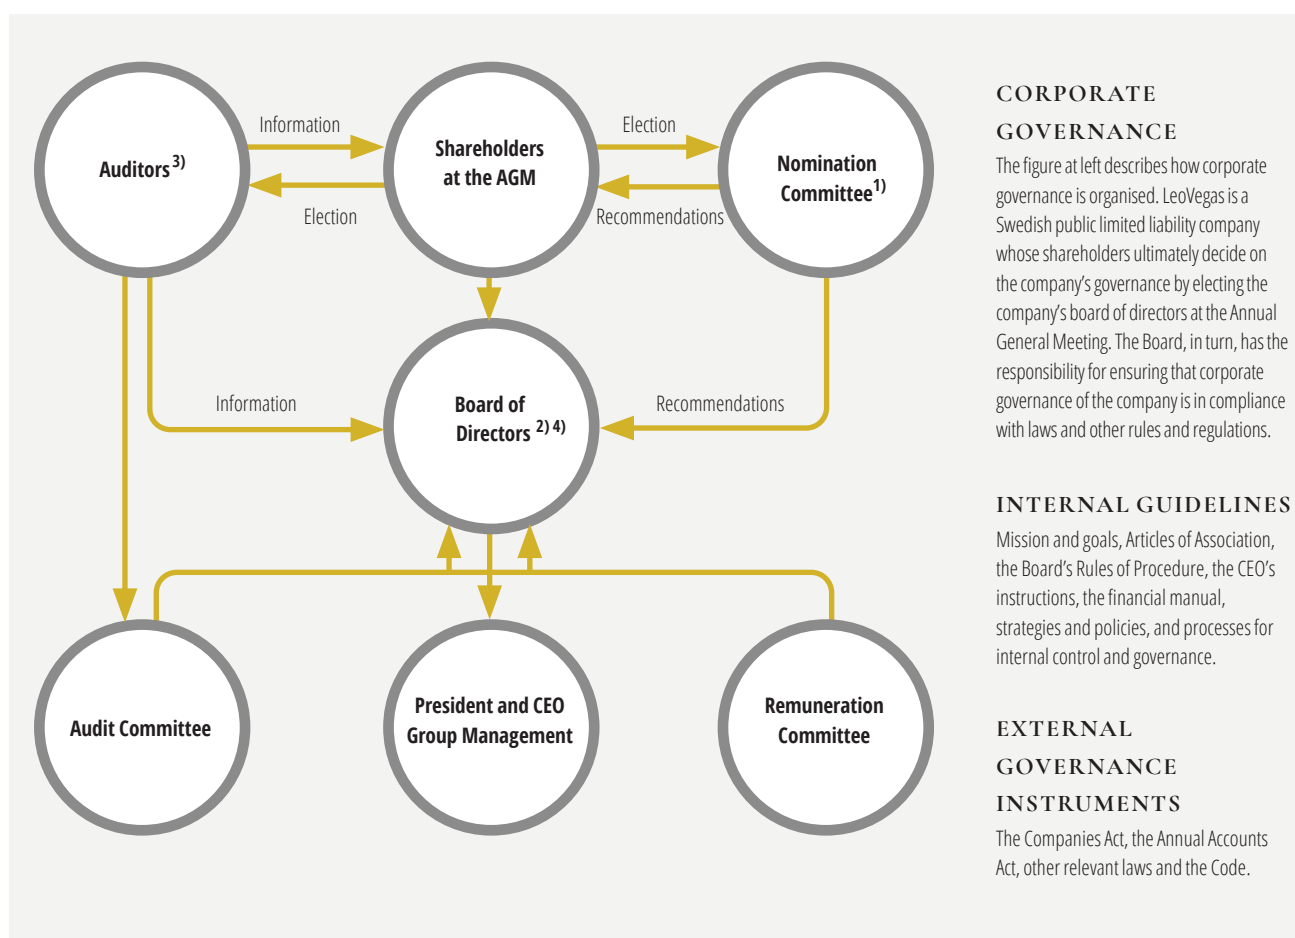 Information
Election
Auditors 3)
Shareholders
at the AGM
Nomination
Committee1)
Election
Recommendations
Information
Board of
Directors 2) 4)
Recommendations
Audit Committee
President and CEO
Group Management
Remuneration
Committee
CORPORATE
GOVERNANCE
The figure at left describes how corporate
governance is organised. LeoVegas is a
Swedish public limited liability company
whose shareholders ultimately decide on
the company's governance by electing the
company's board of directors at the Annual
General Meeting. The Board, in turn, has the
responsibility for ensuring that corporate
governance of the company is in compliance
with laws and other rules and regulations.
INTERNAL GUIDELINES
Mission and goals, Articles of Association,
the Board's Rules of Procedure, the CEO's
instructions, the financial manual,
strategies and policies, and processes for
internal control and governance.
EXTERNAL
GOVERNANCE
INSTRUMENTS
The Companies Act, the Annual Accounts
Act, other relevant laws and the Code.